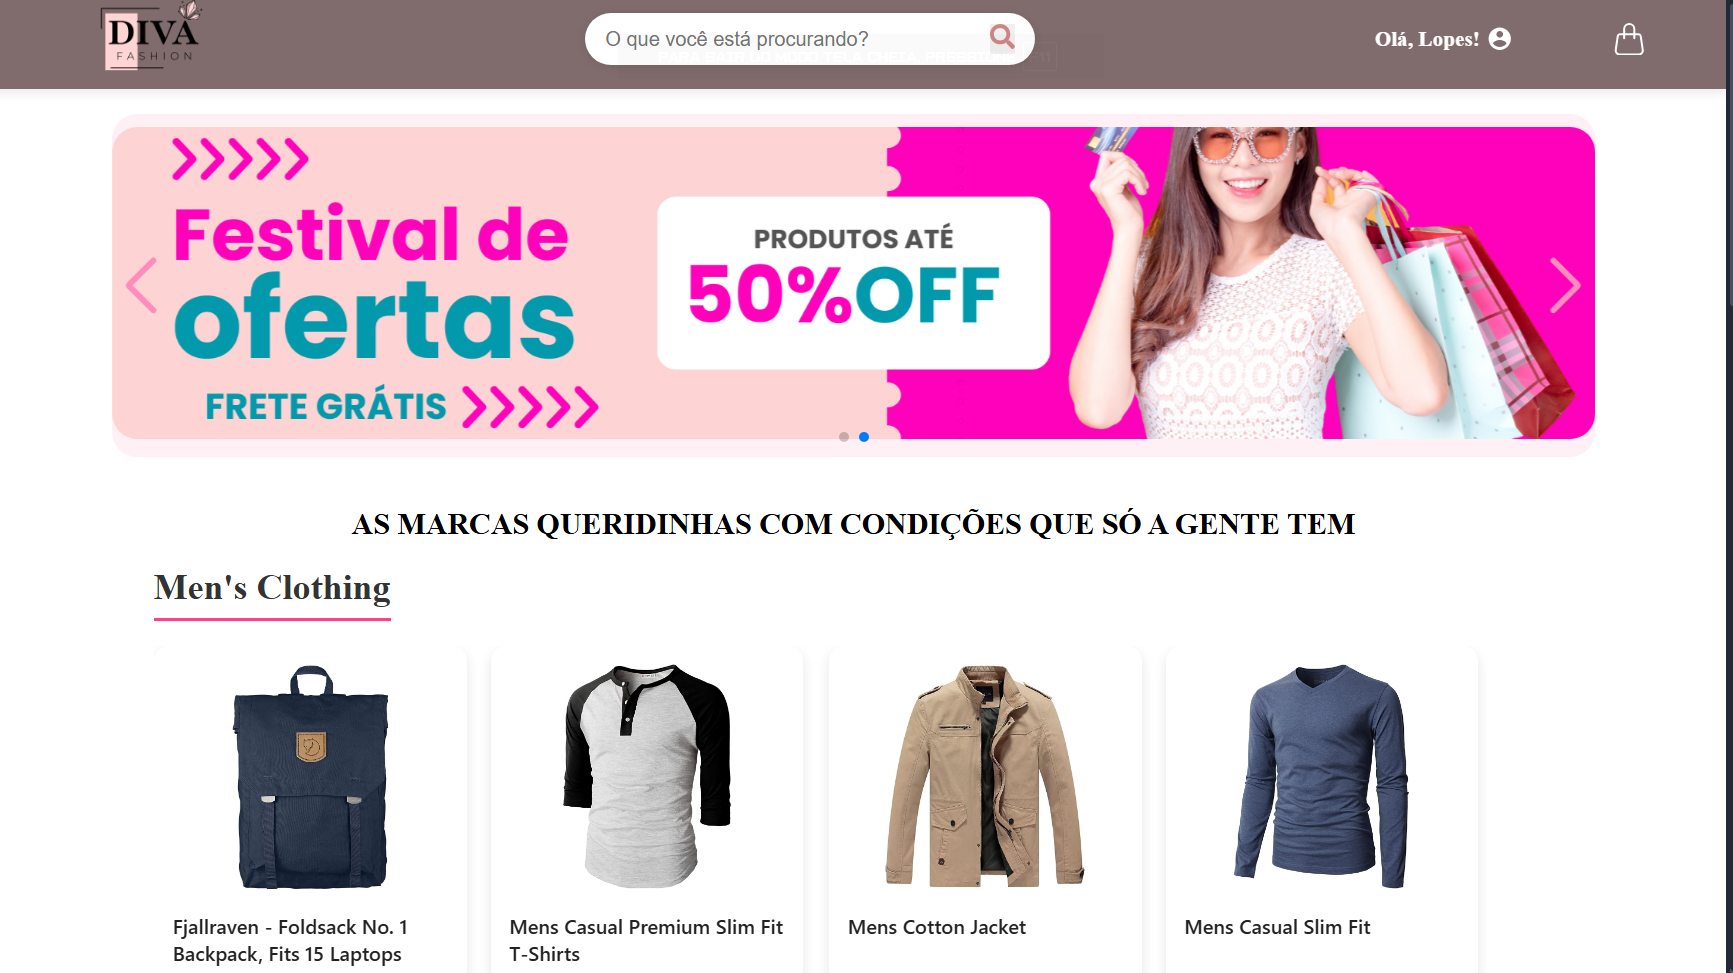 DIVA
FASHION
O que você está procurando?
Olá, Lopes!
Festival de
ofertas
FRETE GRÁTIS
PRODUTOS ATÉ
50%OFF
AS MARCAS QUERIDINHAS COM CONDIÇÕES QUE SÓ A GENTE TEM
Men's Clothing
Fjallraven - Foldsack No. 1
Backpack, Fits 15 Laptops
Mens Casual Premium Slim Fit
T-Shirts
Mens Cotton Jacket
Mens Casual Slim Fit